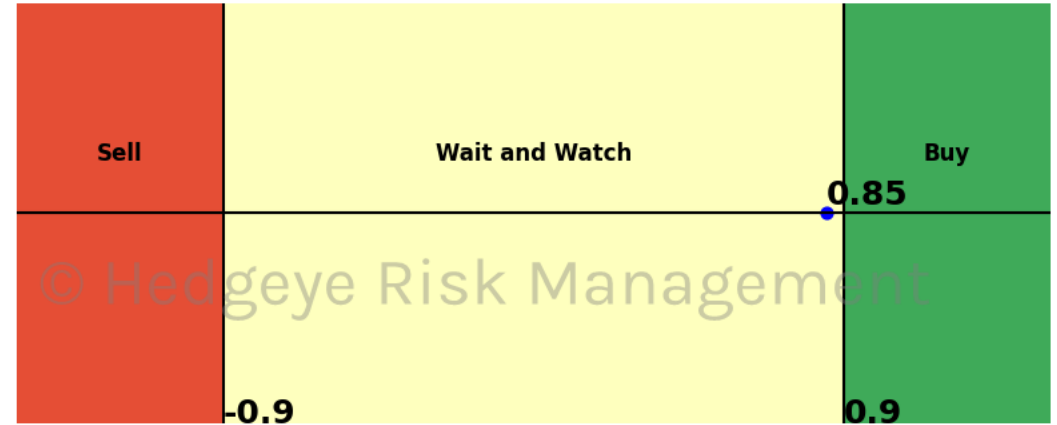 Sell
Wait and Watch
Buy
0.85
© Hedgeye Risk Management
-0.9
0.9